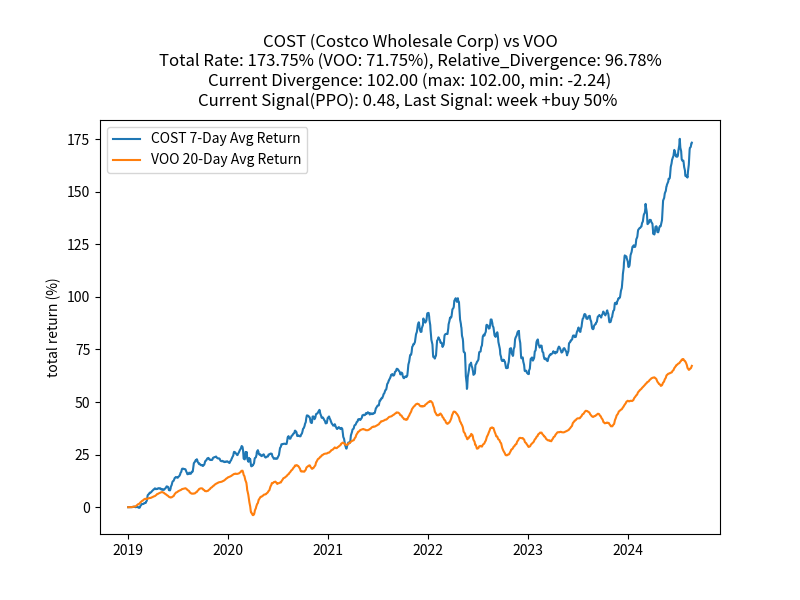 COST (Costco Wholesale Corp) vs VOO
Total Rate: 173.75% (VOO: 71.75%), Relative_Divergence: 96.78%
Current Divergence: 102.00 (max: 102.00, min: -2.24)
Current Signal(PPO): 0.48, Last Signal: week +buy 50%
COST 7-Day Avg Return
VOO 20-Day Avg Return
total return (%)
175
150
125
100
75
50
25
0
2019 2020 2021 2022 2023 2024